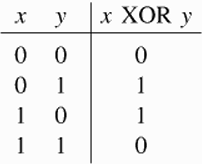 x y x XOR y
0 0 0
0 1 1
1 0 1
1 1 0